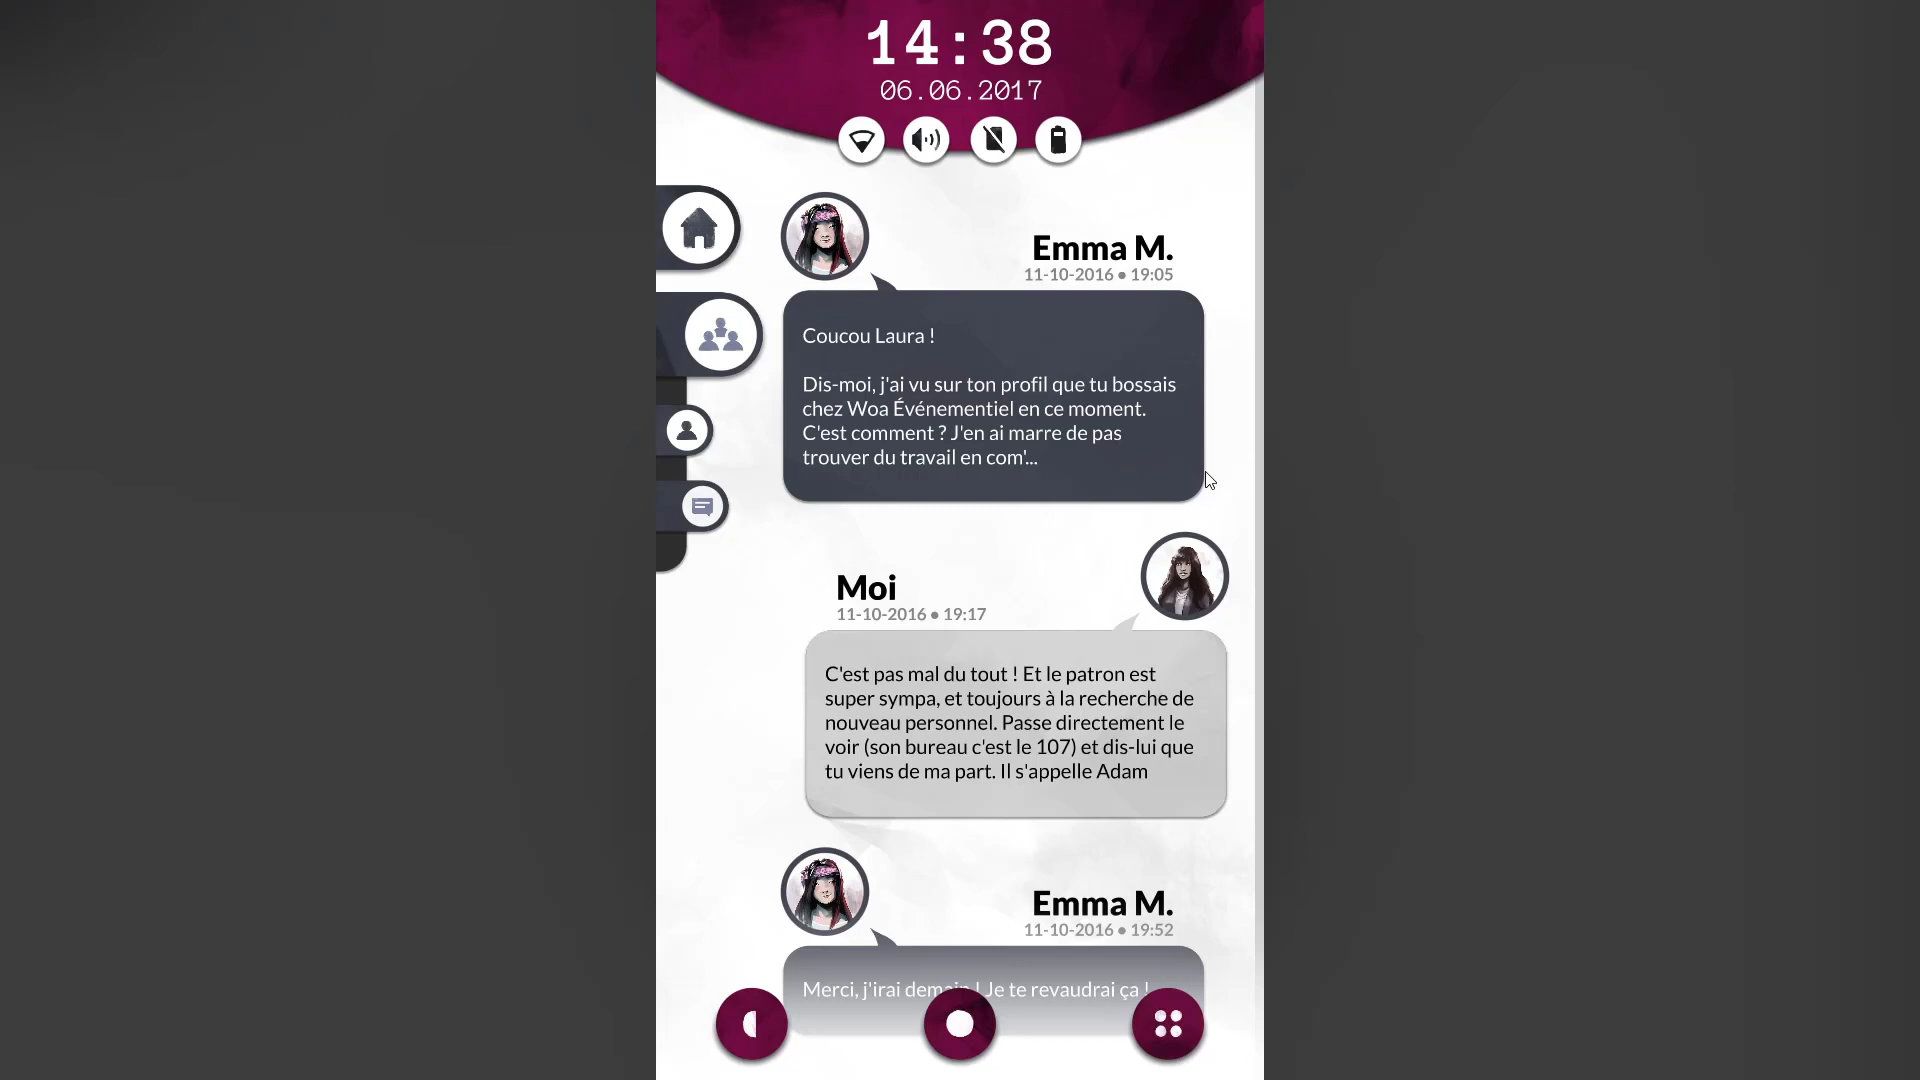 14:38
06.06.2017
Emma M.
11-10-2016 • 19:05
Coucou Laura !
Dis-moi, j'ai vu sur ton profil que tu bossais
chez Woa Événementiel en ce moment.
C'est comment ? J'en ai marre de pas
trouver du travail en com'...
Moi
11-10-2016 • 19:17
C'est pas mal du tout ! Et le patron est
super sympa, et toujours à la recherche de
nouveau personnel. Passe directement le
voir (son bureau c'est le 107) et dis-lui que
tu viens de ma part. Il s'appelle Adam
Emma M.
11-10-2016 • 19:52
Merci, j'irai demain ! Je te revaudrai ça !